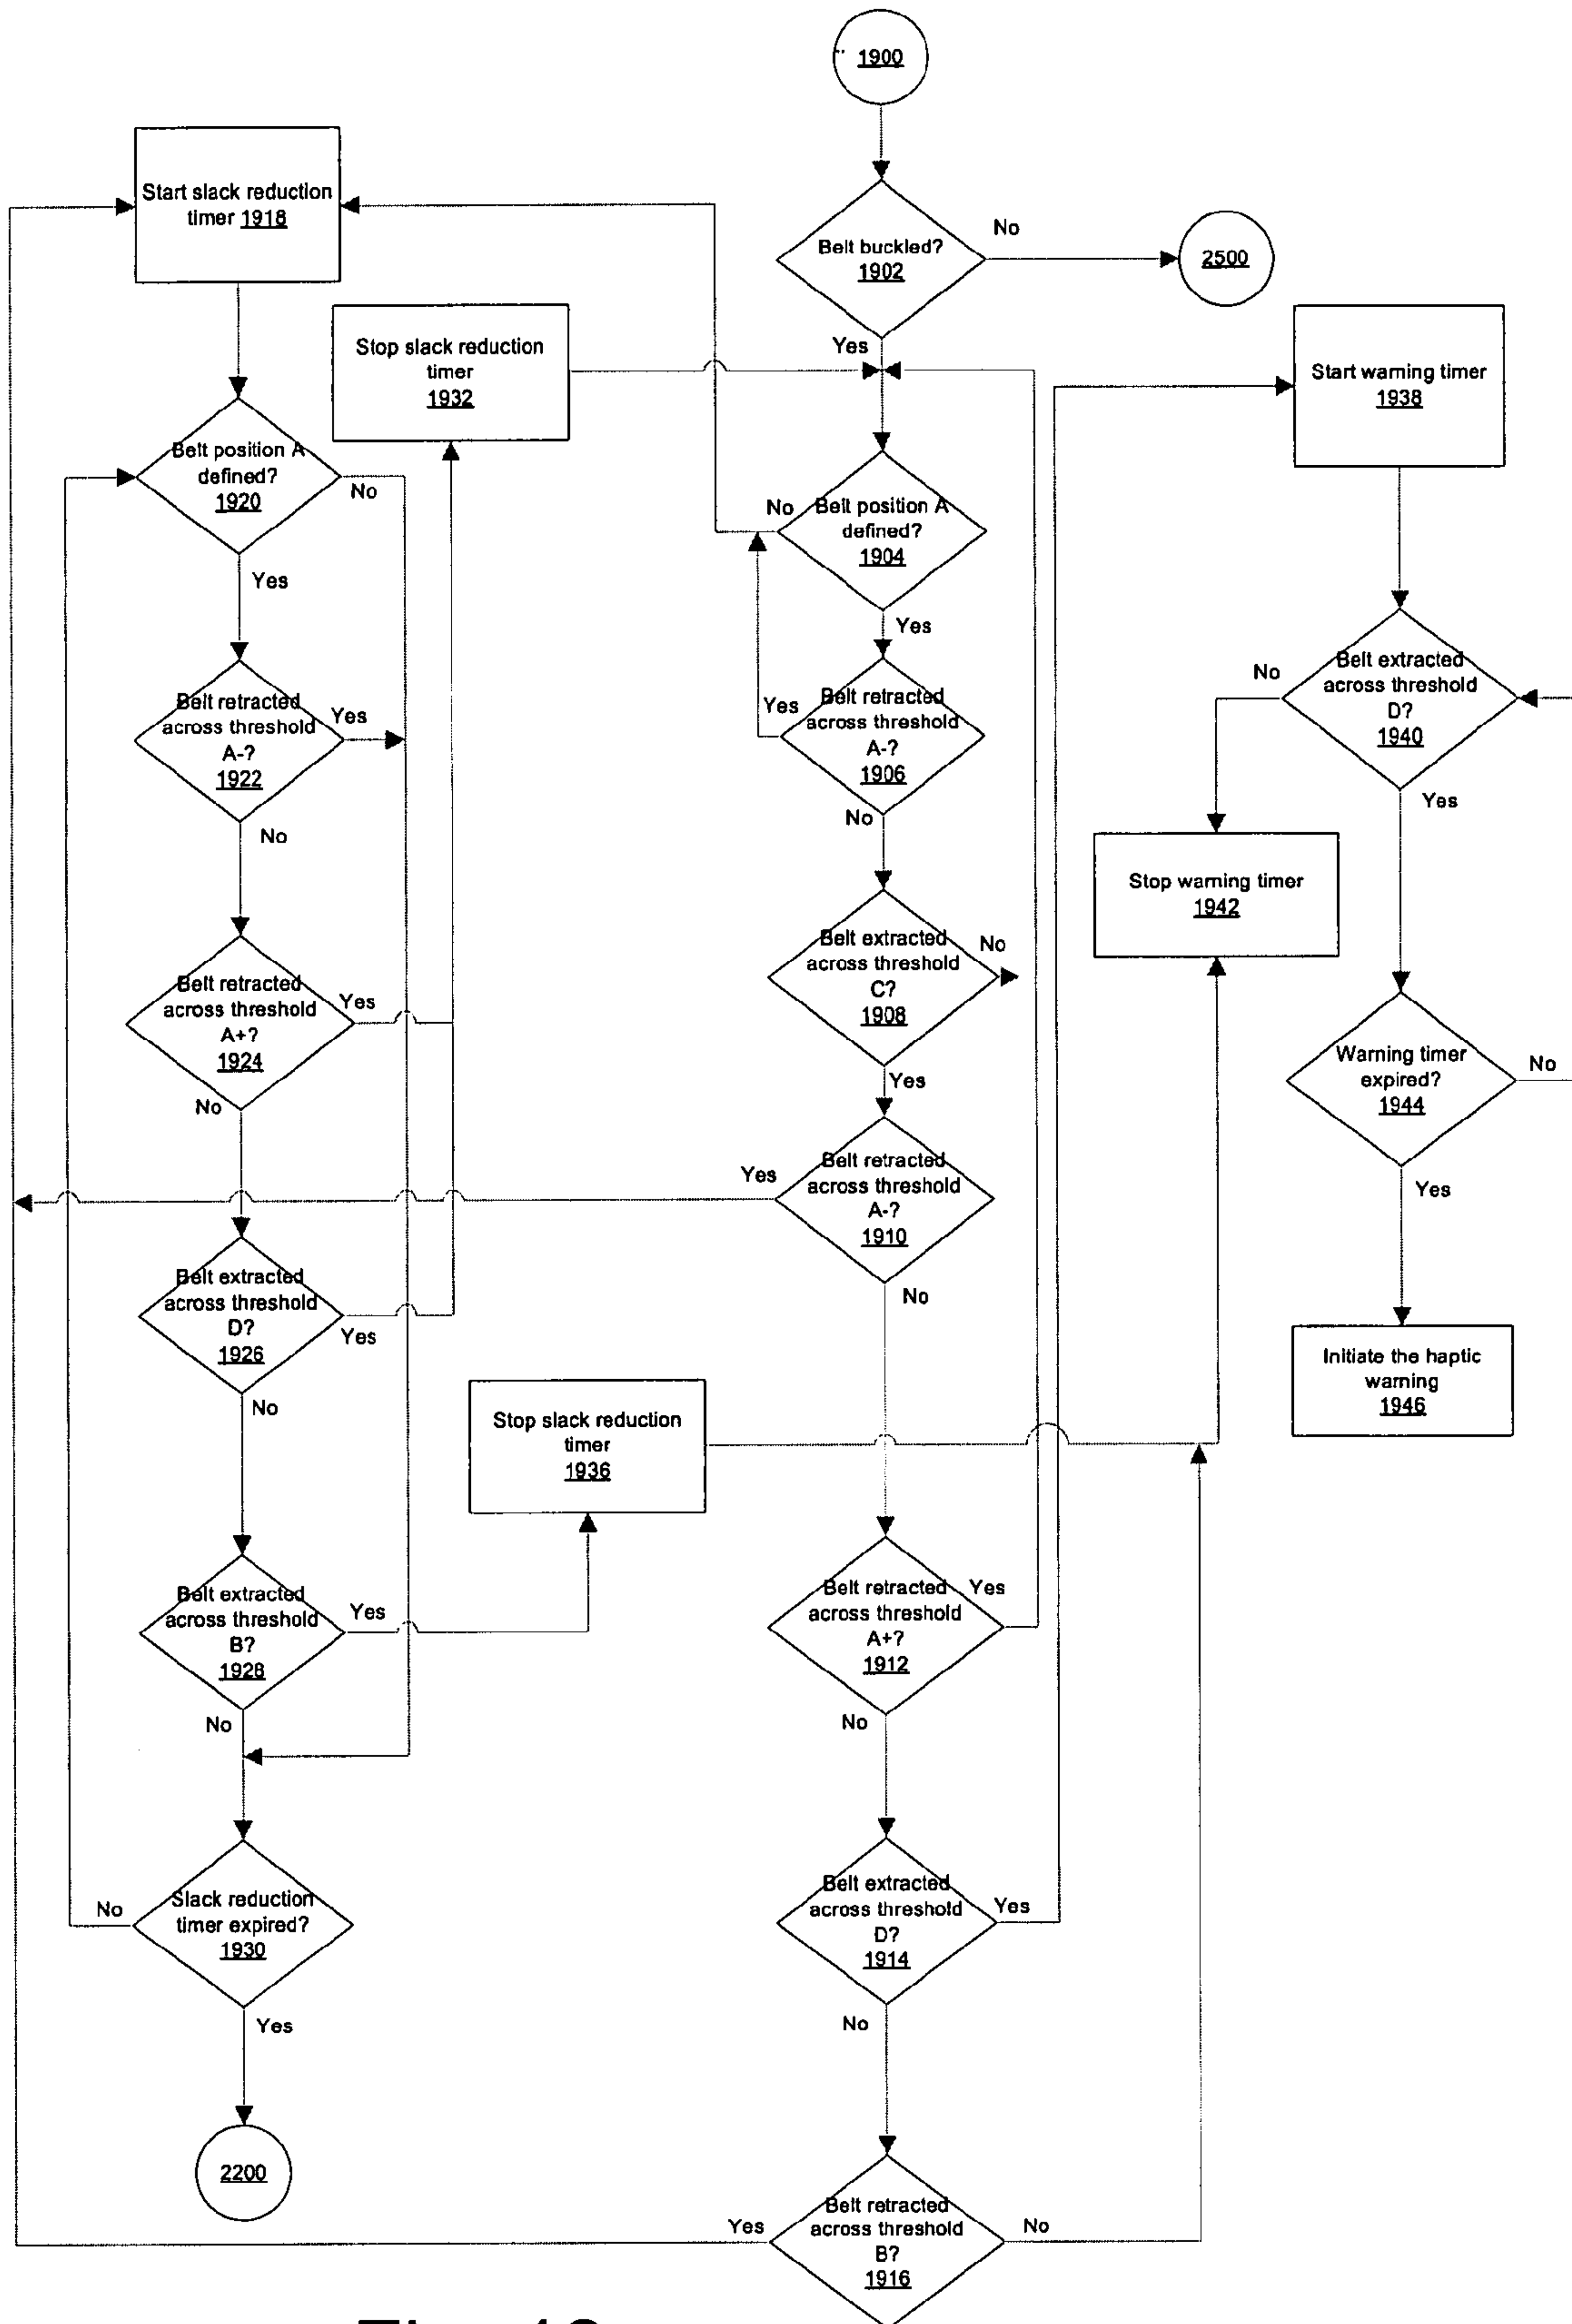 1900
Belt buckled?
1902
No
Yes
2500
Start slack reduction
timer 1918
Stop slack reduction
timer
1932
Start warning timer
1938
Belt position A
defined?
1920
No
Yes
Belt position A
defined?
1904
No
Yes
Belt retracted
across threshold
A-?
1922
Yes
No
Belt retracted
across threshold
A-?
1906
Yes
No
Belt extracted
across threshold
D?
1940
No
Yes
Stop warning timer
1942
Belt retracted
across threshold
A+?
1924
Yes
No
Belt extracted
across threshold
C?
1908
No
Yes
Warning timer
expired?
1944
No
Yes
Belt retracted
across threshold
A-?
1910
Yes
No
Belt extracted
across threshold
D?
1926
Yes
No
Initiate the haptic
warning
1946
Stop slack reduction
timer
1936
Belt extracted
across threshold
B?
1928
Yes
No
Belt retracted
across threshold
A+?
1912
Yes
No
Slack reduction
timer expired?
1930
No
Yes
Belt extracted
across threshold
D?
1914
Yes
No
2200
Belt retracted
across threshold
B?
1916
Yes
No